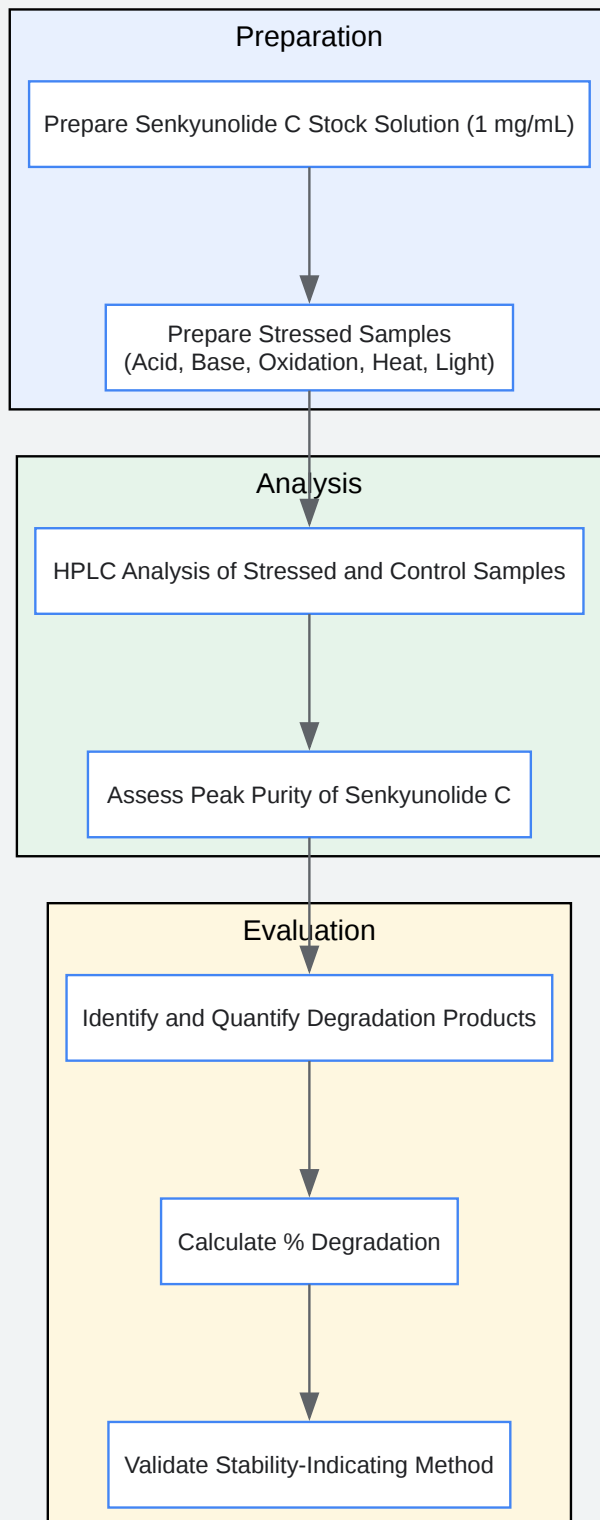 Preparation
Prepare Senkyunolide C Stock Solution (1 mg/mL)
Prepare Stressed Samples
(Acid, Base, Oxidation, Heat, Light)
Analysis
HPLC Analysis of Stressed and Control Samples
Assess Peak Purity of Senkyunolide C
Evaluation
Identify and Quantify Degradation Products
Calculate % Degradation
Validate Stability-Indicating Method